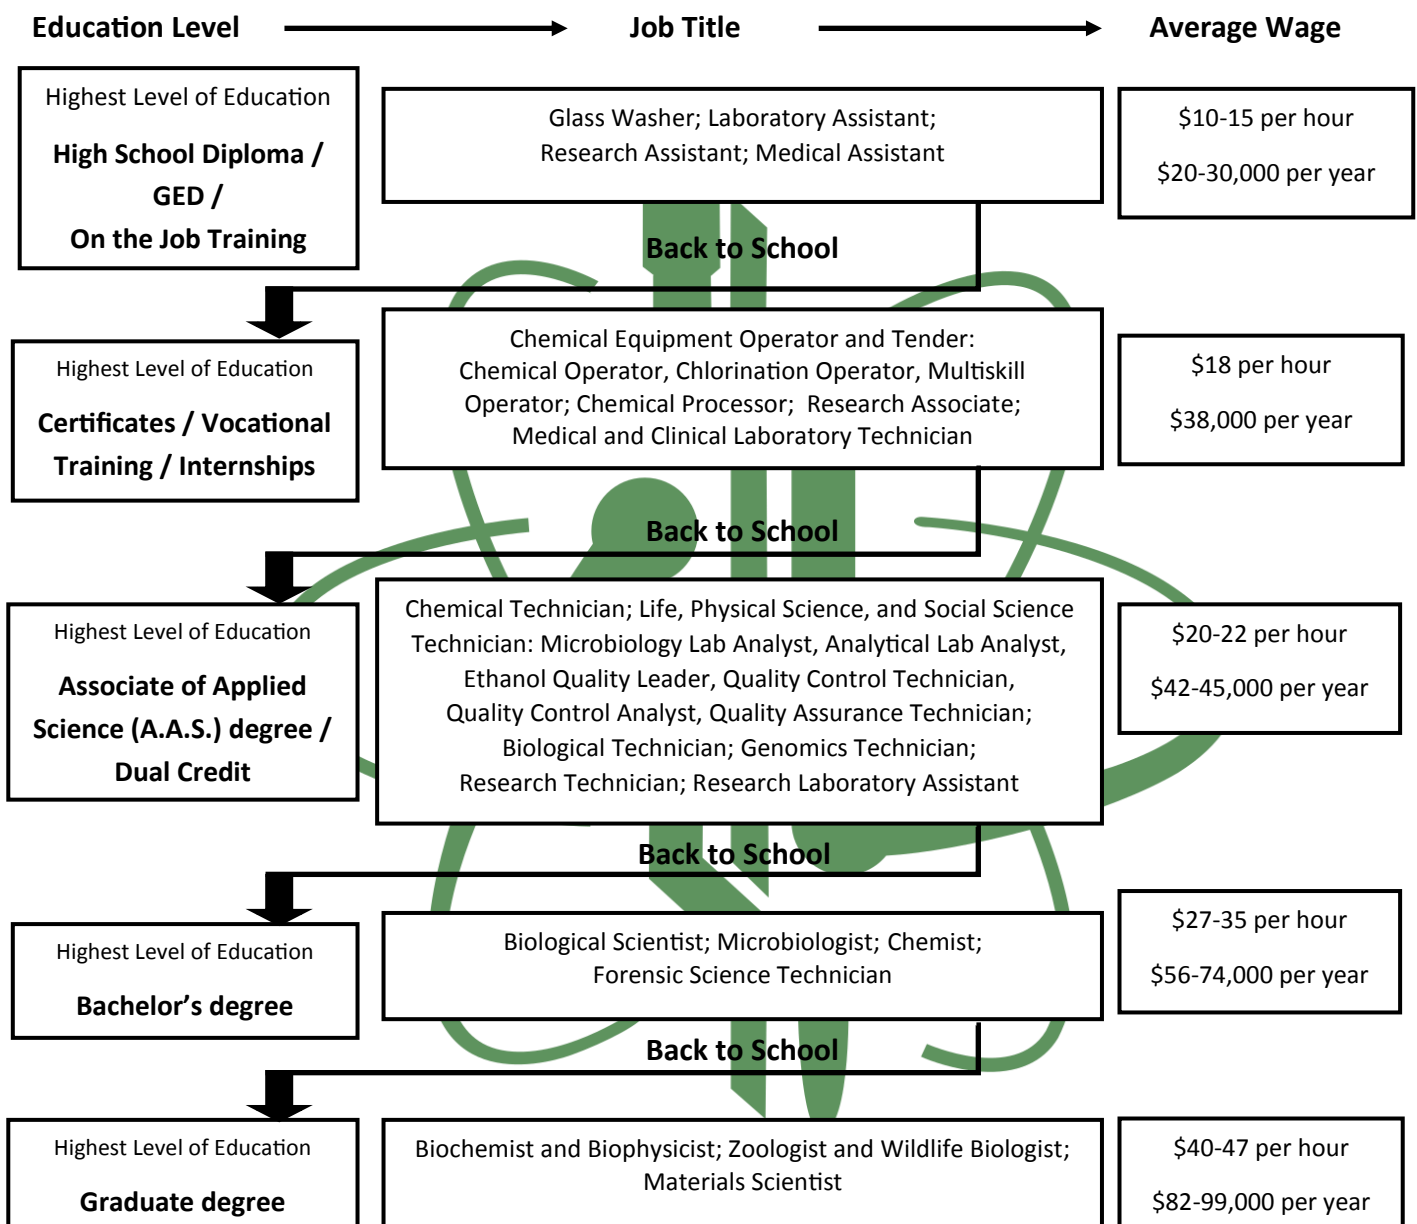 Education Level
Job Title
Average Wage
Highest Level of Education
High School Diploma /
GED /
On the Job Training
Glass Washer; Laboratory Assistant;
Research Assistant; Medical Assistant
$10-15 per hour
$20-30,000 per year
Back to School
Highest Level of Education
Certificates / Vocational
Training / Internships
Chemical Equipment Operator and Tender:
Chemical Operator, Chlorination Operator, Multiskill
Operator; Chemical Processor; Research Associate;
Medical and Clinical Laboratory Technician
$18 per hour
$38,000 per year
Back to School
Highest Level of Education
Associate of Applied
Science (A.A.S.) degree /
Dual Credit
Chemical Technician; Life, Physical Science, and Social Science
Technician: Microbiology Lab Analyst, Analytical Lab Analyst,
Ethanol Quality Leader, Quality Control Technician,
Quality Control Analyst, Quality Assurance Technician;
Biological Technician; Genomics Technician;
Research Technician; Research Laboratory Assistant
$20-22 per hour
$42-45,000 per year
Back to School
Highest Level of Education
Bachelor’s degree
Biological Scientist; Microbiologist; Chemist;
Forensic Science Technician
$27-35 per hour
$56-74,000 per year
Back to School
Highest Level of Education
Graduate degree
Biochemist and Biophysicist; Zoologist and Wildlife Biologist;
Materials Scientist
$40-47 per hour
$82-99,000 per year